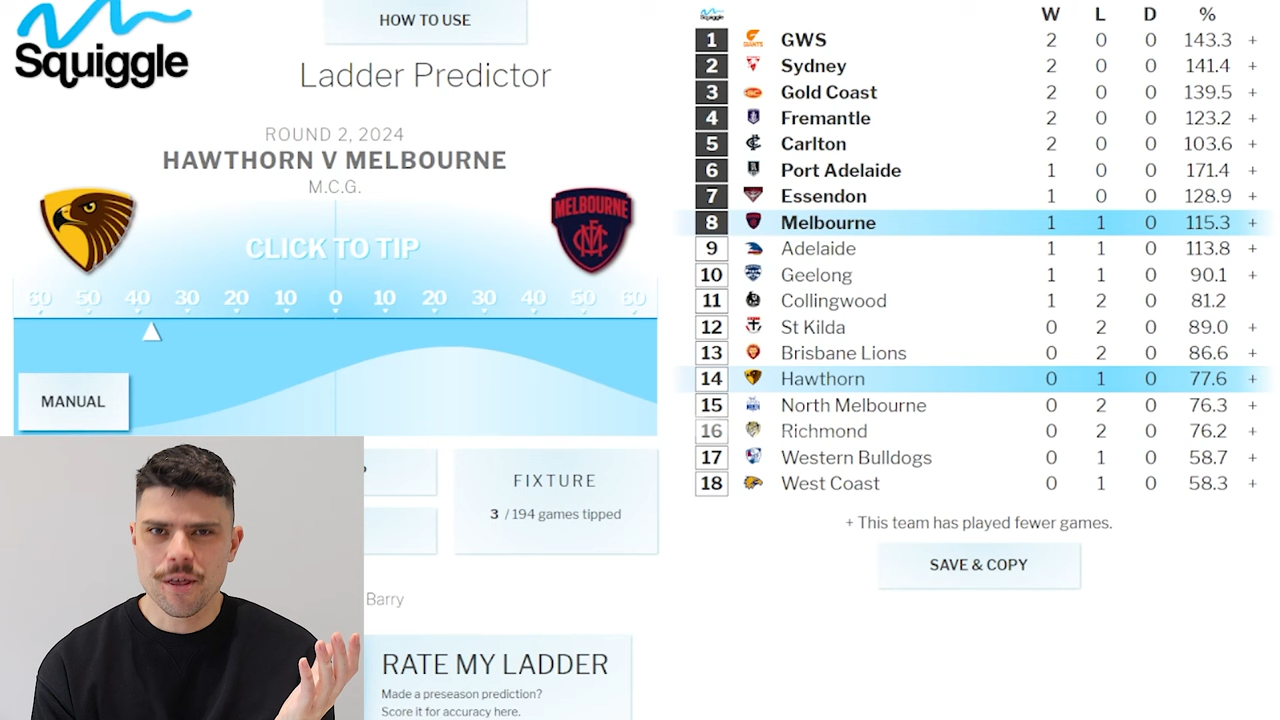 Squiggle
HOW TO USE
Ladder Predictor
ROUND 2, 2024
HAWTHORN V MELBOURNE
M.C.G.
MELBOURNE
CLICK TO TIP
60 50 40 30 20 10 0 10 20 30 40 50 60
MANUAL
FIXTURE
3 / 194 games tipped
Barry
RATE MY LADDER
Made a preseason prediction?
Score it for accuracy here.
Squiggle W L D %
1 GIANTS GWS 2 0 0 143.3 +
2 Sydney 2 0 0 141.4 +
3 Gold Coast 2 0 0 139.5 +
4 Fremantle 2 0 0 123.2 +
5 Carlton 2 0 0 103.6 +
6 Port Adelaide 1 0 0 171.4 +
7 Essendon 1 0 0 128.9 +
8 Melbourne 1 1 0 115.3 +
9 Adelaide 1 1 0 113.8 +
10 Geelong 1 1 0 90.1 +
11 Collingwood 1 2 0 81.2
12 St Kilda 0 2 0 89.0 +
13 Brisbane Lions 0 2 0 86.6 +
14 Hawthorn 0 1 0 77.6 +
15 North Melbourne 0 2 0 76.3 +
16 Richmond 0 2 0 76.2 +
17 Western Bulldogs 0 1 0 58.7 +
18 West Coast 0 1 0 58.3 +
+ This team has played fewer games.
SAVE & COPY